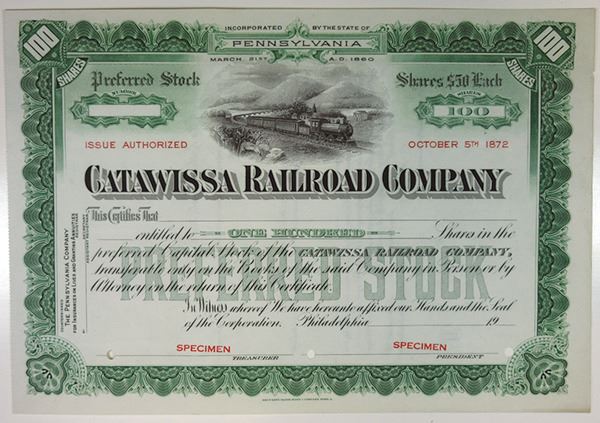 INCORPORATED BY THE STATE OF
100 PENNSYLVANIA 100
MARCH 21ST A.D. 1860
SHARES SHARES
Preferred Stock Shares $50 Each
NUMBER SHARES
100
ISSUE AUTHORIZED OCTOBER 5TH 1872
CATAWISSA RAILROAD COMPANY
This Certifies That
entitled to ONE HUNDRED Shares in the
preferred Capital Stock of the CATAWISSA RAILROAD COMPANY,
transferable only on the Books of the said Company in Person or by
Attorney on the return of this Certificate.
PREFERRED STOCK
In Witness whereof We have hereunto affixed our Hands and the Seal
of the Corporation. Philadelphia 19
SPECIMEN SPECIMEN
TREASURER PRESIDENT
COUNTERSIGNED
THE PENNSYLVANIA COMPANY
FOR INSURANCES ON LIVES AND GRANTING ANNUITIES